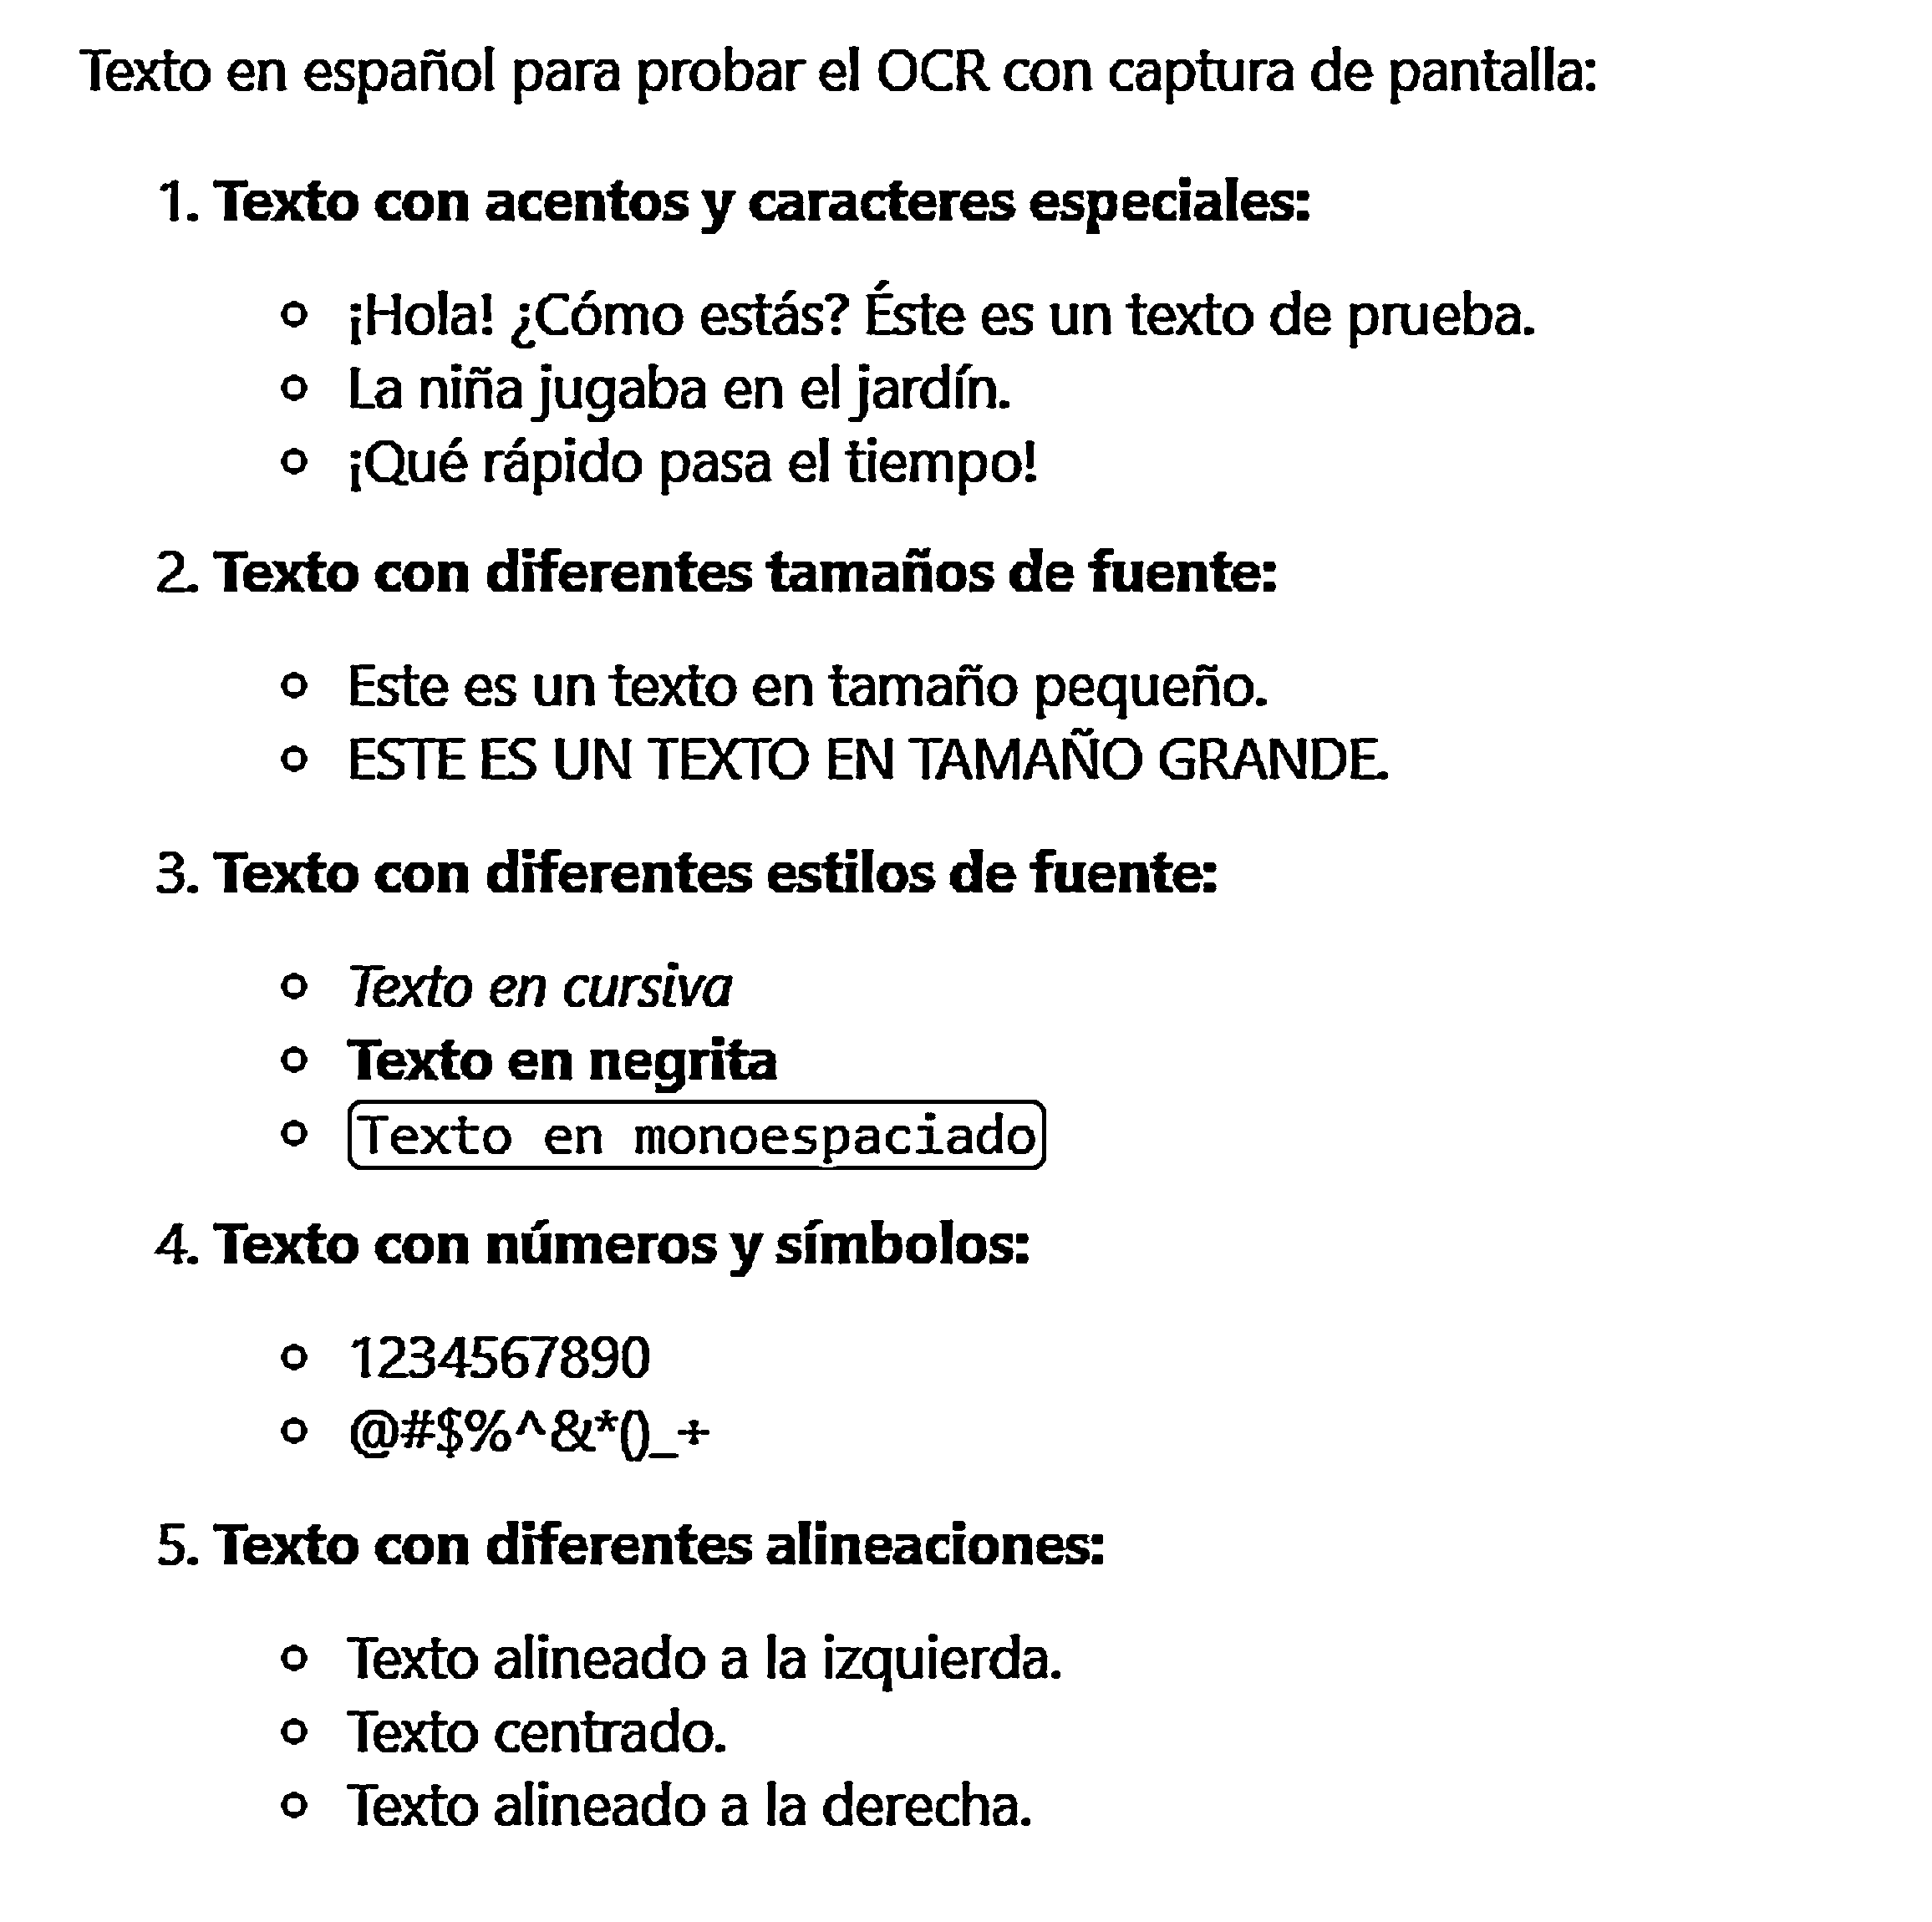 Texto en español para probar el OCR con captura de pantalla:
1. Texto con acentos y caracteres especiales:
¡Hola! ¿Cómo estás? Éste es un texto de prueba.
La niña jugaba en el jardín.
¡Qué rápido pasa el tiempo!
2. Texto con diferentes tamaños de fuente:
Este es un texto en tamaño pequeño.
ESTE ES UN TEXTO EN TAMAÑO GRANDE.
3. Texto con diferentes estilos de fuente:
Texto en cursiva
Texto en negrita
Texto en monoespaciado
4. Texto con números y símbolos:
1234567890
@#$%^&*()_+
5. Texto con diferentes alineaciones:
Texto alineado a la izquierda.
Texto centrado.
Texto alineado a la derecha.